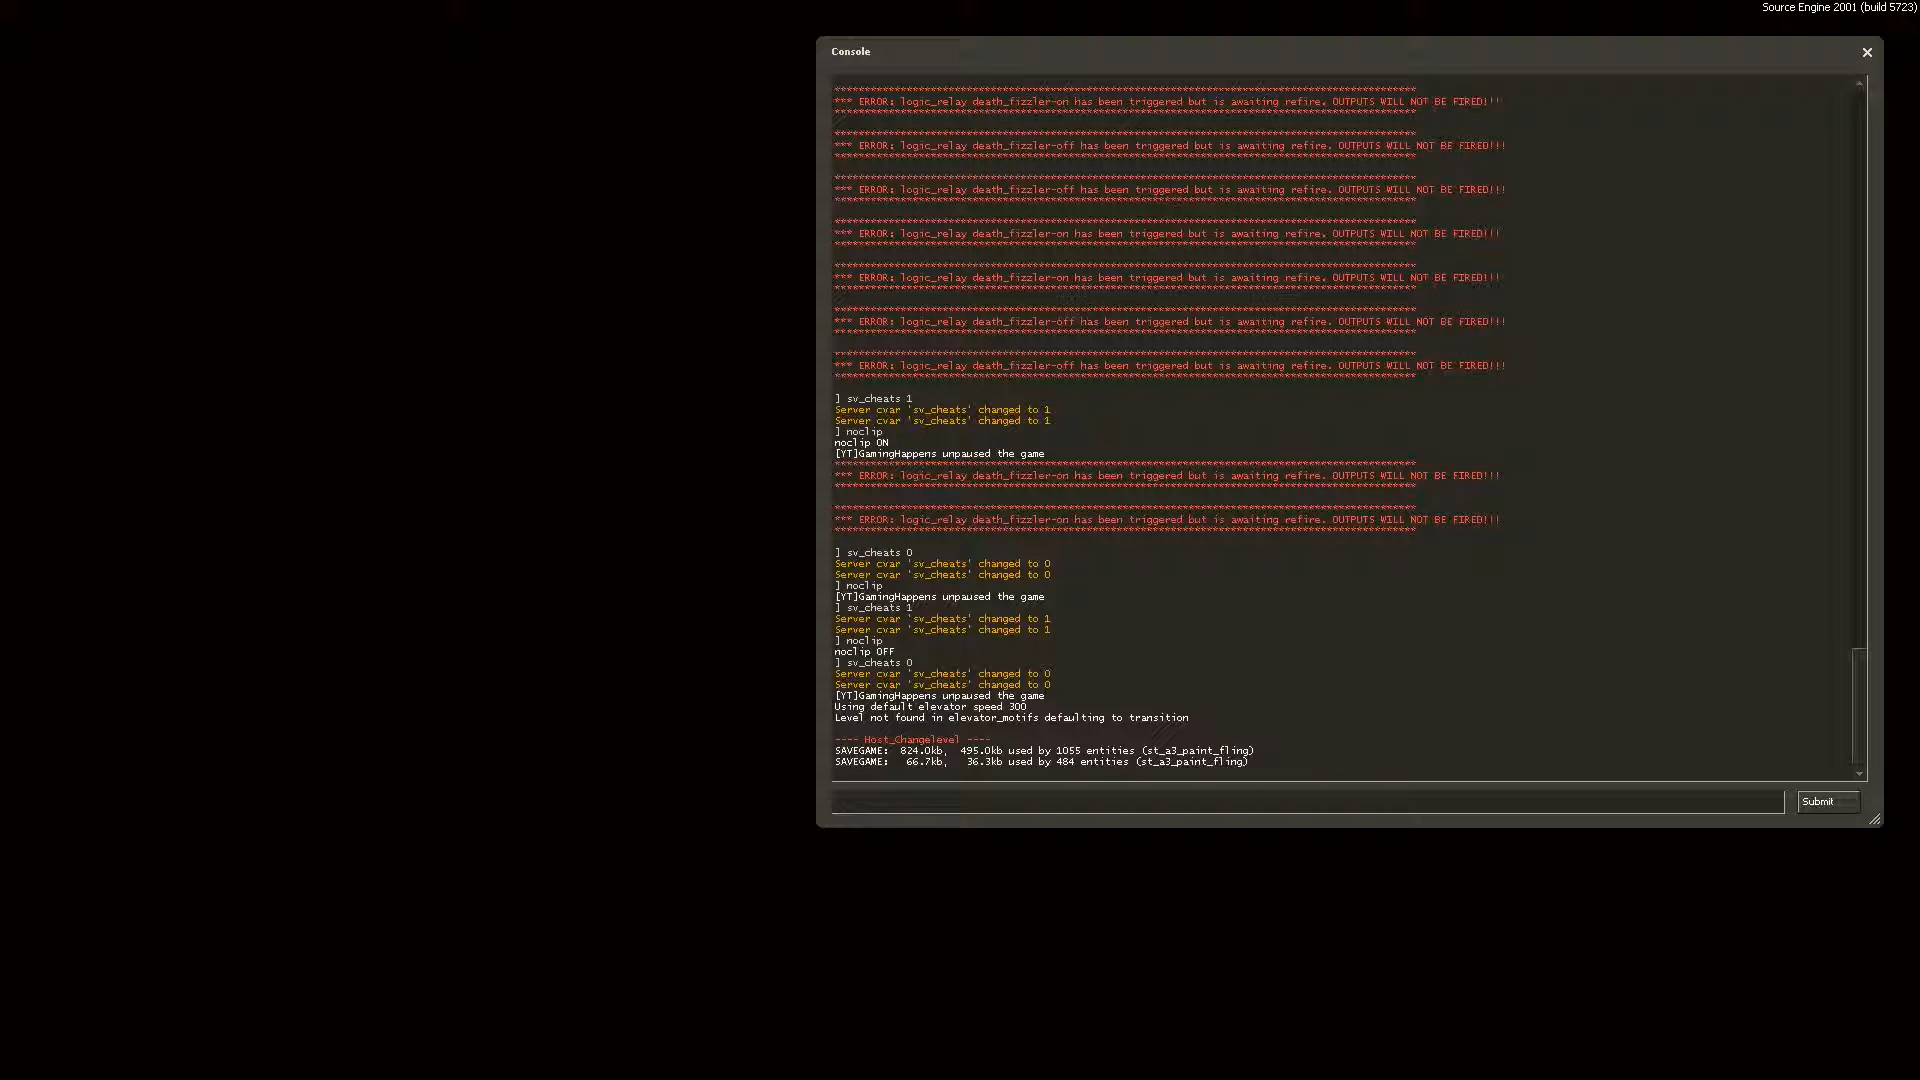 Source Engine 2001 (build 5723)
Console
*************************************************************************************************
*** ERROR: logic_relay death_fizzler-on has been triggered but is awaiting refire. OUTPUTS WILL NOT BE FIRED!!!
*************************************************************************************************
*************************************************************************************************
*** ERROR: logic_relay death_fizzler-off has been triggered but is awaiting refire. OUTPUTS WILL NOT BE FIRED!!!
*************************************************************************************************
*************************************************************************************************
*** ERROR: logic_relay death_fizzler-off has been triggered but is awaiting refire. OUTPUTS WILL NOT BE FIRED!!!
*************************************************************************************************
*************************************************************************************************
*** ERROR: logic_relay death_fizzler-on has been triggered but is awaiting refire. OUTPUTS WILL NOT BE FIRED!!!
*************************************************************************************************
*************************************************************************************************
*** ERROR: logic_relay death_fizzler-on has been triggered but is awaiting refire. OUTPUTS WILL NOT BE FIRED!!!
*************************************************************************************************
*************************************************************************************************
*** ERROR: logic_relay death_fizzler-off has been triggered but is awaiting refire. OUTPUTS WILL NOT BE FIRED!!!
*************************************************************************************************
*************************************************************************************************
*** ERROR: logic_relay death_fizzler-off has been triggered but is awaiting refire. OUTPUTS WILL NOT BE FIRED!!!
*************************************************************************************************
] sv_cheats 1
Server cvar 'sv_cheats' changed to 1
Server cvar 'sv_cheats' changed to 1
] noclip
noclip ON
[YT]GamingHappens unpaused the game
*************************************************************************************************
*** ERROR: logic_relay death_fizzler-on has been triggered but is awaiting refire. OUTPUTS WILL NOT BE FIRED!!!
*************************************************************************************************
*************************************************************************************************
*** ERROR: logic_relay death_fizzler-on has been triggered but is awaiting refire. OUTPUTS WILL NOT BE FIRED!!!
*************************************************************************************************
] sv_cheats 0
Server cvar 'sv_cheats' changed to 0
Server cvar 'sv_cheats' changed to 0
] noclip
[YT]GamingHappens unpaused the game
] sv_cheats 1
Server cvar 'sv_cheats' changed to 1
Server cvar 'sv_cheats' changed to 1
] noclip
noclip OFF
] sv_cheats 0
Server cvar 'sv_cheats' changed to 0
Server cvar 'sv_cheats' changed to 0
[YT]GamingHappens unpaused the game
Using default elevator speed 300
Level not found in elevator_motifs defaulting to transition
---- Host_Changelevel ----
SAVEGAME:  824.0kb,  495.0kb used by 1055 entities (st_a3_paint_fling)
SAVEGAME:   66.7kb,   36.3kb used by 484 entities (st_a3_paint_fling)
Submit